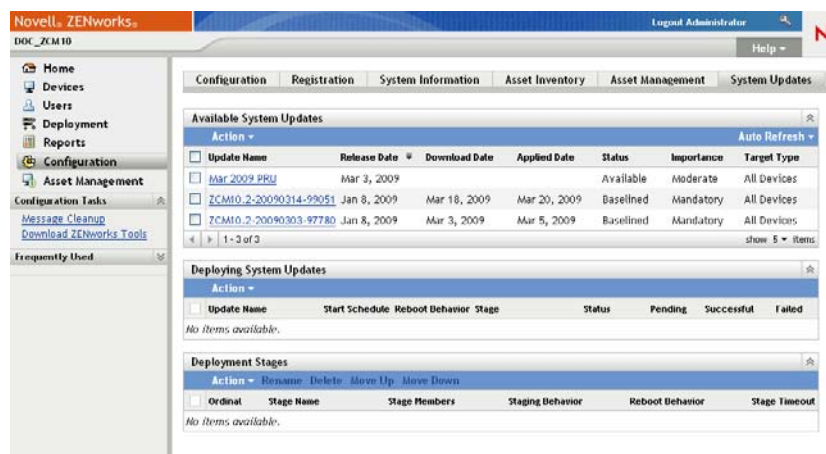 Novell® ZENworks®
Logout Administrator
DOC_ZCM10
Help
Home
Devices
Users
Deployment
Reports
Configuration
Asset Management
Configuration Tasks
Message Cleanup
Download ZENworks Tools
Frequently Used
Configuration Registration System Information Asset Inventory Asset Management System Updates
Available System Updates
Action Auto Refresh
Update Name Release Date Download Date Applied Date Status Importance Target Type
Mar 2009 PRU Mar 3, 2009 Available Moderate All Devices
ZCM10.2-20090314-99051 Jan 8, 2009 Mar 18, 2009 Mar 20, 2009 Baselined Mandatory All Devices
ZCM10.2-20090303-97780 Jan 8, 2009 Mar 3, 2009 Mar 5, 2009 Baselined Mandatory All Devices
1 - 3 of 3 show 5 items
Deploying System Updates
Action
Update Name Start Schedule Reboot Behavior Stage Status Pending Successful Failed
No items available.
Deployment Stages
Action Rename Delete Move Up Move Down
Ordinal Stage Name Stage Members Staging Behavior Reboot Behavior Stage Timeout
No items available.